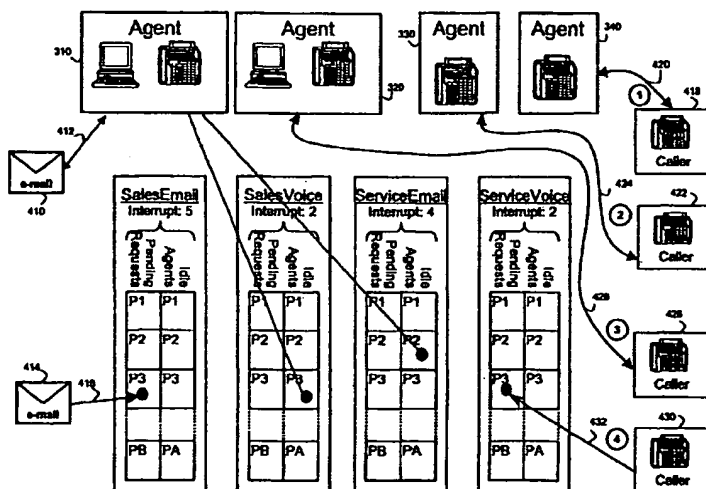 310
Agent
Agent
320
330
Agent
340
Agent
420
1
418
Caller
412
e-mail
410
424
2
422
Caller
SalesEmail
Interrupt: 5
Pending Requests
Idle Agents
P1 P1
P2 P2
P3 P3
PB PA
SalesVoice
Interrupt: 2
Pending Requests
Idle Agents
P1 P1
P2 P2
P3 P3
PB PA
ServiceEmail
Interrupt: 4
Pending Requests
Idle Agents
P1 P1
P2 P2
P3 P3
PB PA
ServiceVoice
Interrupt: 2
Pending Requests
Idle Agents
P1 P1
P2 P2
P3 P3
PB PA
428
3
426
Caller
414
416
e-mail
432
4
430
Caller